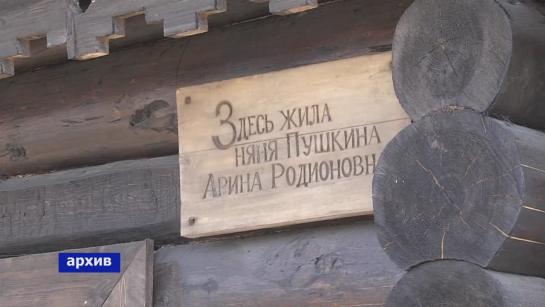 Здесь жила
няня Пушкина
Арина Родионовн
архив